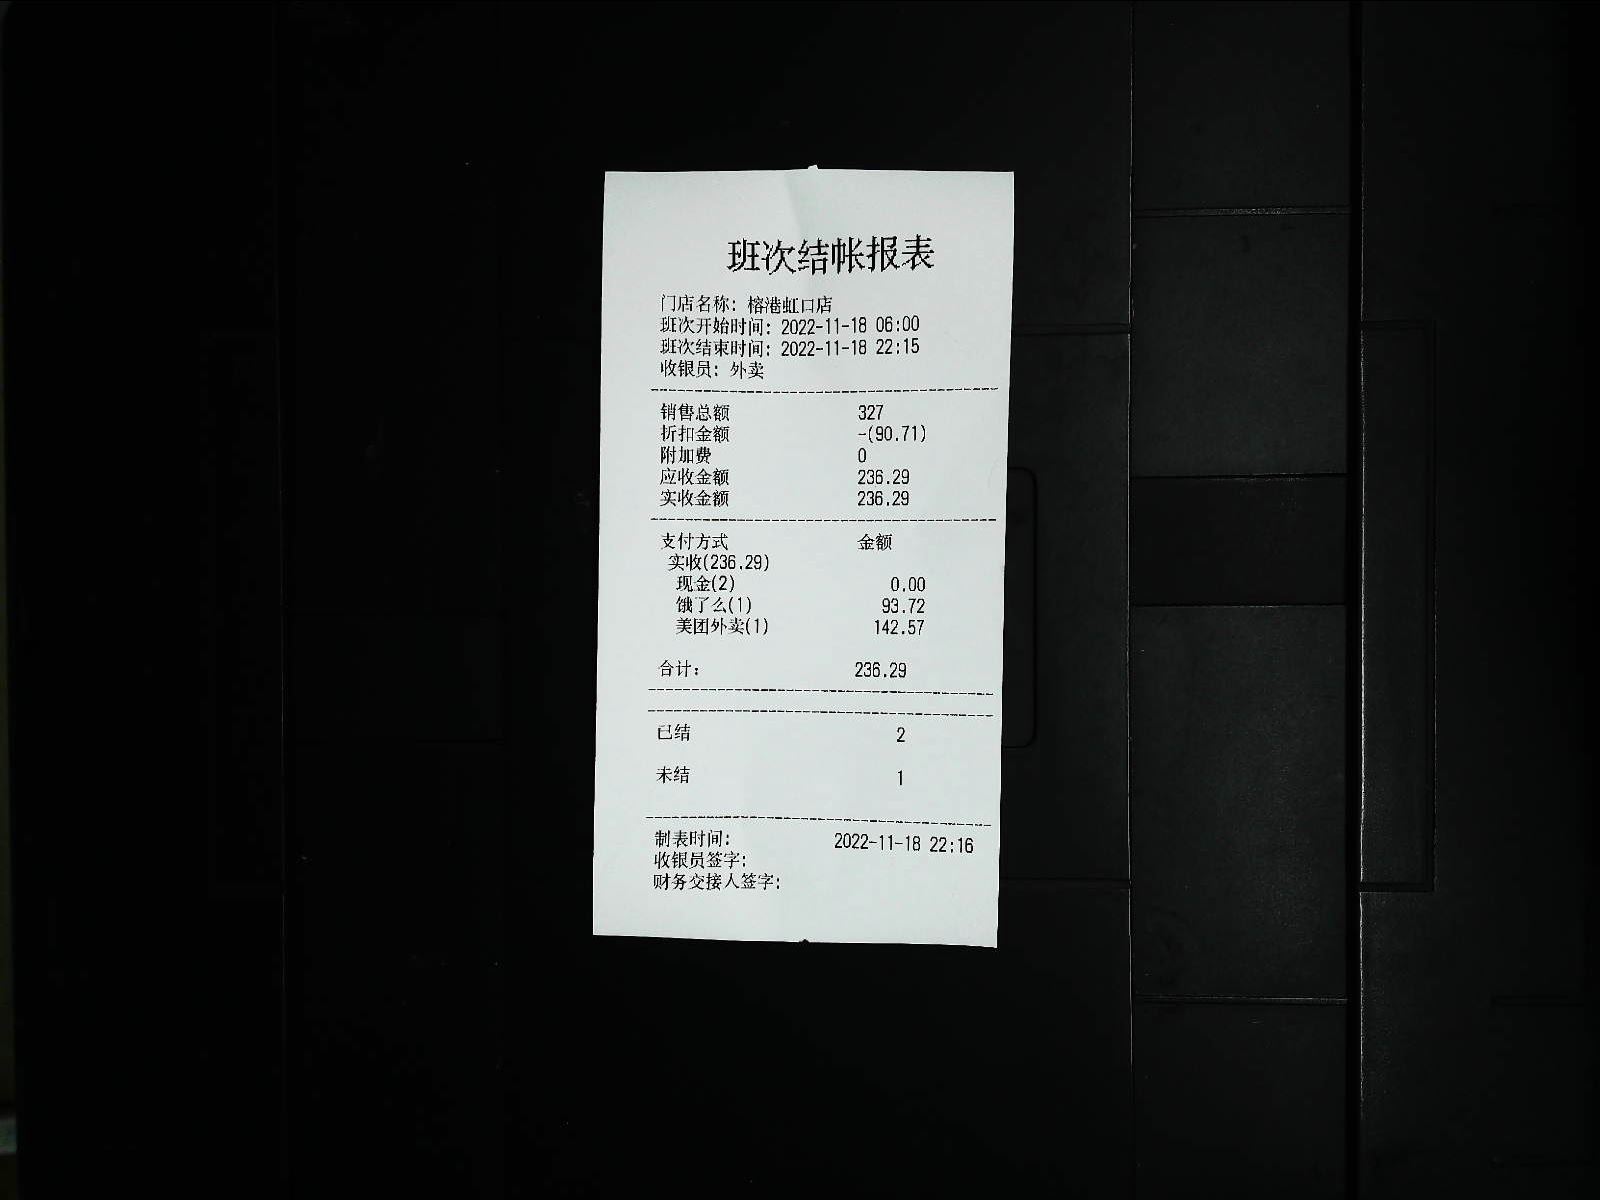 班次结帐报表
门店名称: 榕港虹口店
班次开始时间: 2022-11-18 06:00
班次结束时间: 2022-11-18 22:15
收银员: 外卖
销售总额 327
折扣金额 -(90.71)
附加费 0
应收金额 236.29
实收金额 236.29
支付方式 金额
实收(236.29)
现金(2) 0.00
饿了么(1) 93.72
美团外卖(1) 142.57
合计: 236.29
已结 2
未结 1
制表时间: 2022-11-18 22:16
收银员签字:
财务交接人签字: